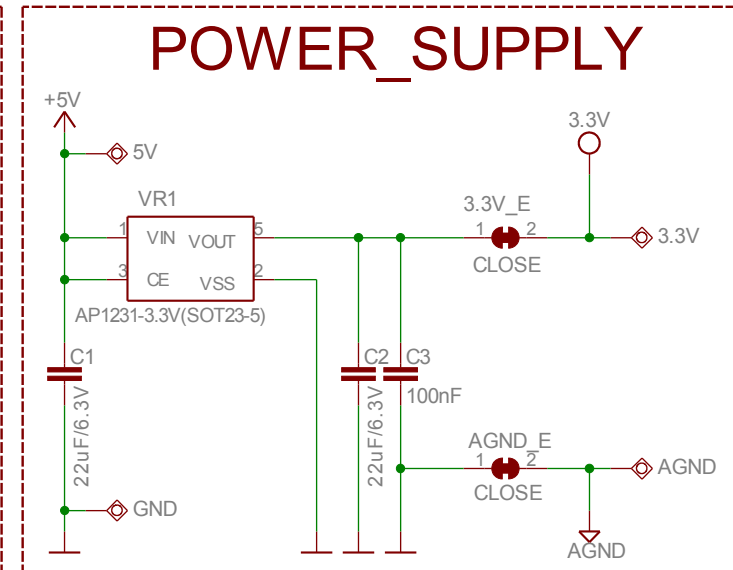 POWER_SUPPLY
+5V
5V
3.3V
VR1
3.3V_E
1 VIN VOUT 5
1 2
3.3V
3 CE VSS 2
CLOSE
AP1231-3.3V(SOT23-5)
C1
C2
C3
22uF/6.3V
22uF/6.3V
100nF
AGND_E
1 2
AGND
CLOSE
GND
AGND